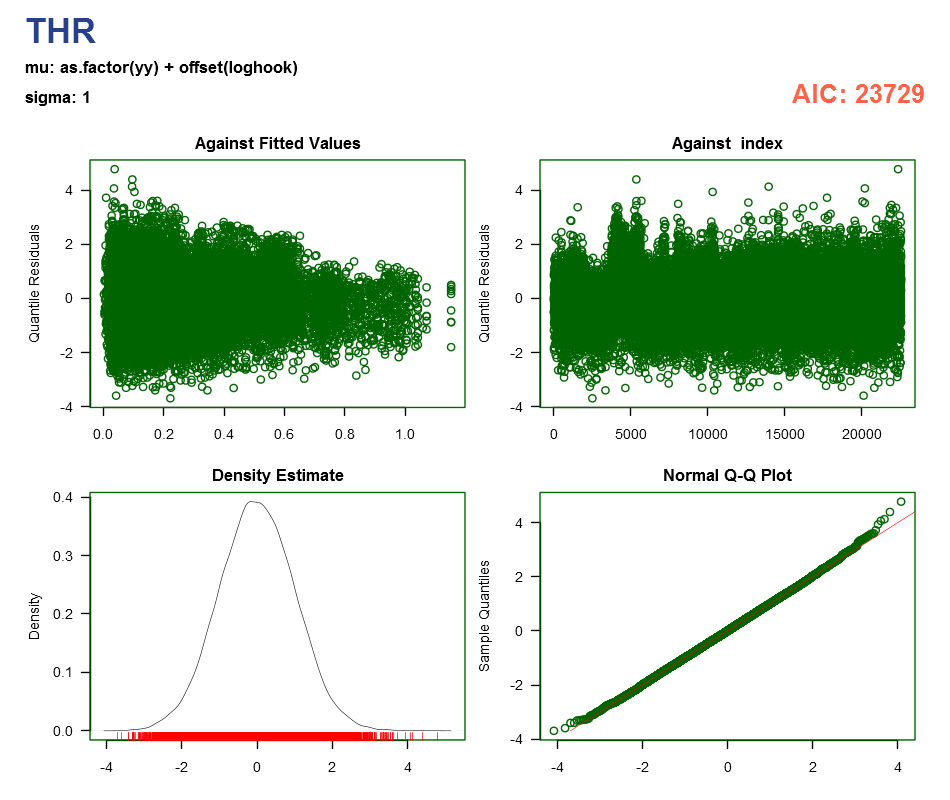 THR
mu: as.factor(yy) + offset(loghook)
sigma: 1
AIC: 23729
Against Fitted Values
Quantile Residuals
4
2
0
-2
-4
0.0 0.2 0.4 0.6 0.8 1.0
Against  index
Quantile Residuals
4
2
0
-2
-4
0 5000 10000 15000 20000
Density Estimate
Density
0.4
0.3
0.2
0.1
0.0
-4 -2 0 2 4
Normal Q-Q Plot
Sample Quantiles
4
2
0
-2
-4
-4 -2 0 2 4